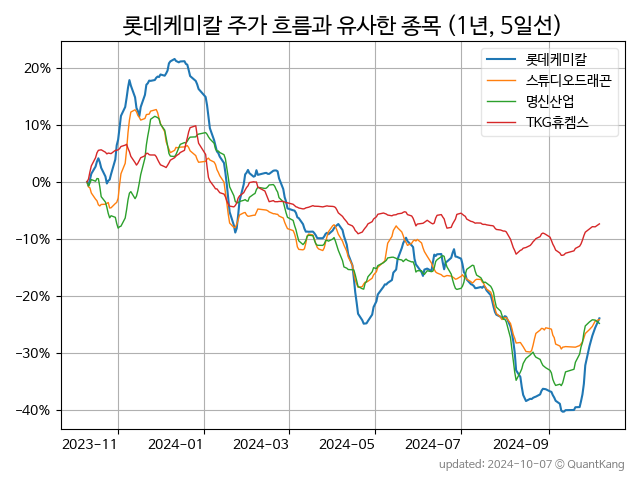 롯데케미칼 주가 흐름과 유사한 종목 (1년, 5일선)
롯데케미칼
스튜디오드래곤
명신산업
TKG휴켐스
20%
10%
0%
−10%
−20%
−30%
−40%
2023-11
2024-01
2024-03
2024-05
2024-07
2024-09
updated: 2024-10-07 © QuantKang